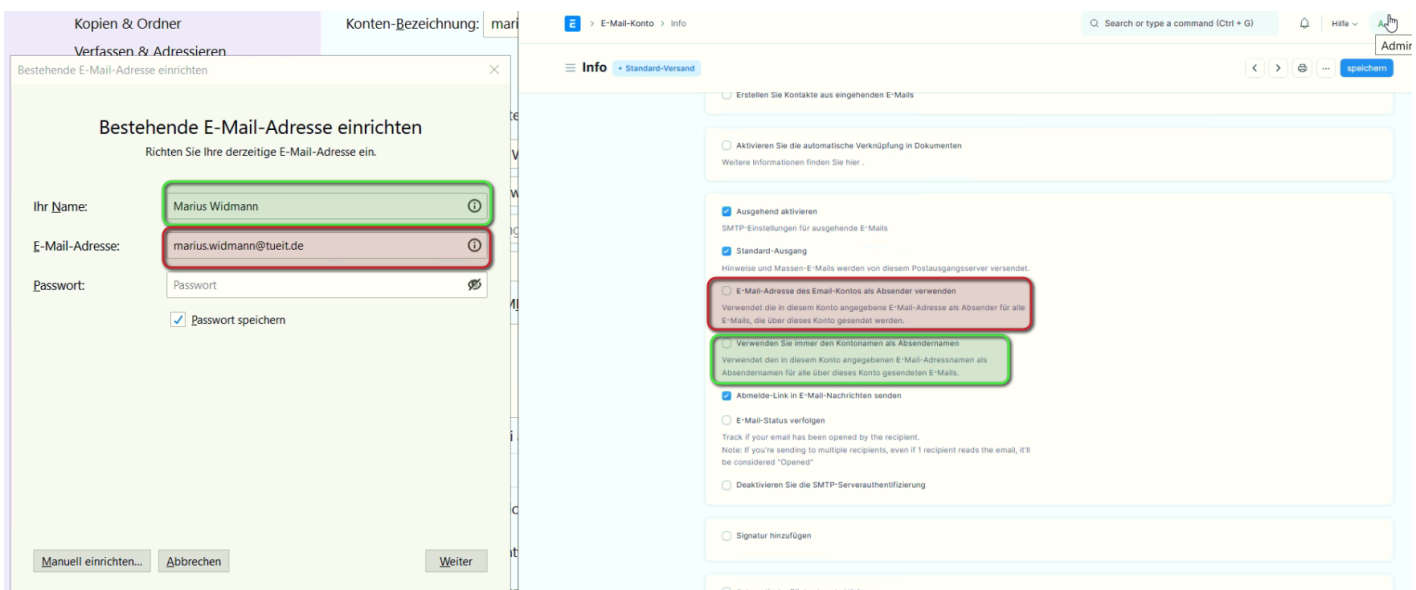 Kopien & Ordner
Verfassen & Adressieren
Konten-Bezeichnung: mari
Bestehende E-Mail-Adresse einrichten
Bestehende E-Mail-Adresse einrichten
Richten Sie Ihre derzeitige E-Mail-Adresse ein.
Ihr Name: Marius Widmann
E-Mail-Adresse: marius.widmann@tueit.de
Passwort: Passwort
Passwort speichern
Manuell einrichten... Abbrechen Weiter
E > E-Mail-Konto > Info
Search or type a command (Ctrl + G)
Hilfe
Admin
Info • Standard-Versand
speichern
Erstellen Sie Kontakte aus eingehenden E-Mails
Aktivieren Sie die automatische Verknüpfung in Dokumenten
Weitere Informationen finden Sie hier .
Ausgehend aktivieren
SMTP-Einstellungen für ausgehende E-Mails
Standard-Ausgang
Hinweise und Massen-E-Mails werden von diesem Postausgangsserver versendet.
E-Mail-Adresse des Email-Kontos als Absender verwenden
Verwendet die in diesem Konto angegebene E-Mail-Adresse als Absender für alle
E-Mails, die über dieses Konto gesendet werden.
Verwenden Sie immer den Kontonamen als Absendernamen
Verwendet den in diesem Konto angegebenen E-Mail-Adressnamen als
Absendernamen für alle über dieses Konto gesendeten E-Mails.
Abmelde-Link in E-Mail-Nachrichten senden
E-Mail-Status verfolgen
Track if your email has been opened by the recipient.
Note: If you're sending to multiple recipients, even if 1 recipient reads the email, it'll
be considered "Opened"
Deaktivieren Sie die SMTP-Serverauthentifizierung
Signatur hinzufügen